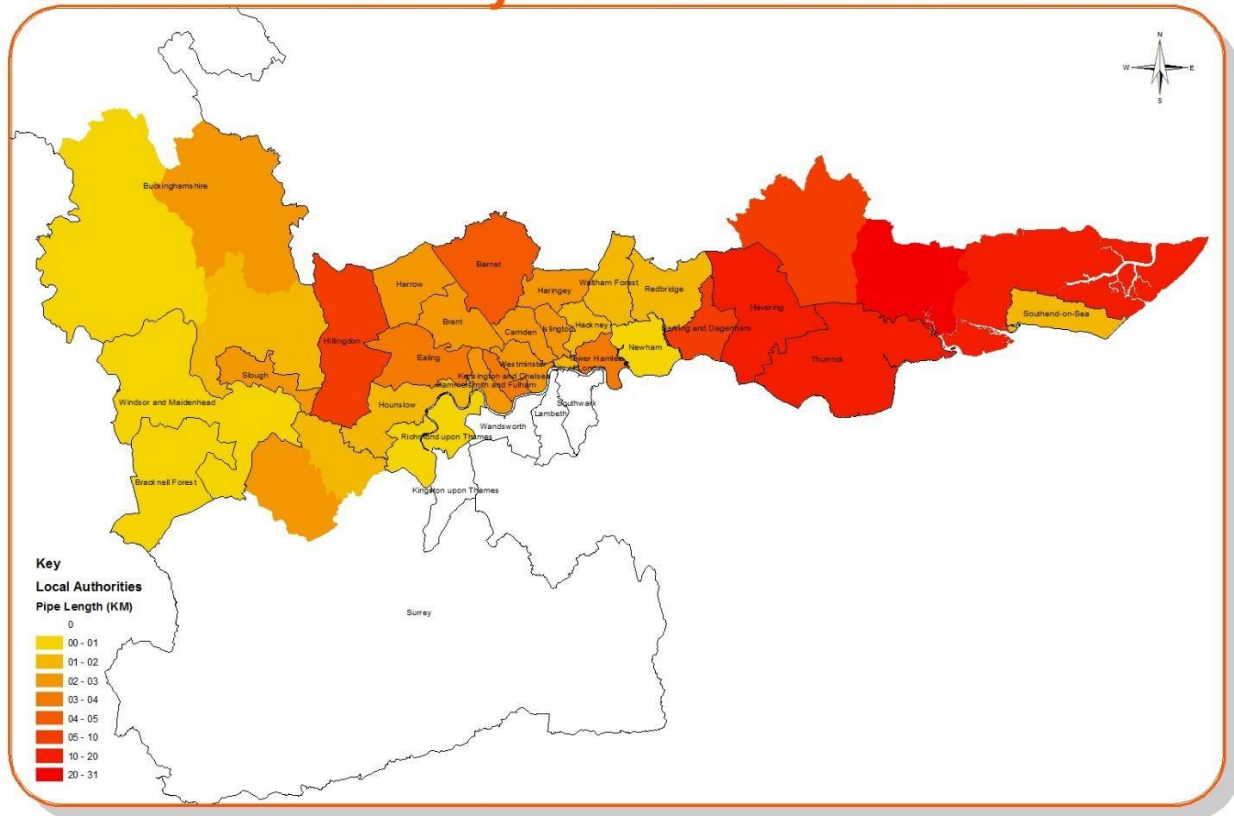 N
W E
S
Buckinghamshire
Barnet
Harrow
Haringey
Waltham Forest
Redbridge
Havering
Hillingdon
Brent
Camden
Islington
Hackney
Barking and Dagenham
Southend-on-Sea
Newham
Ealing
Westminster
Tower Hamlets
Thurrock
City of London
Kensington and Chelsea
Hammersmith and Fulham
Slough
Windsor and Maidenhead
Hounslow
Southwark
Lambeth
Wandsworth
Richmond upon Thames
Bracknell Forest
Kingston upon Thames
Surrey
Key
Local Authorities
Pipe Length (KM)
0
00 - 01
01 - 02
02 - 03
03 - 04
04 - 05
05 - 10
10 - 20
20 - 31